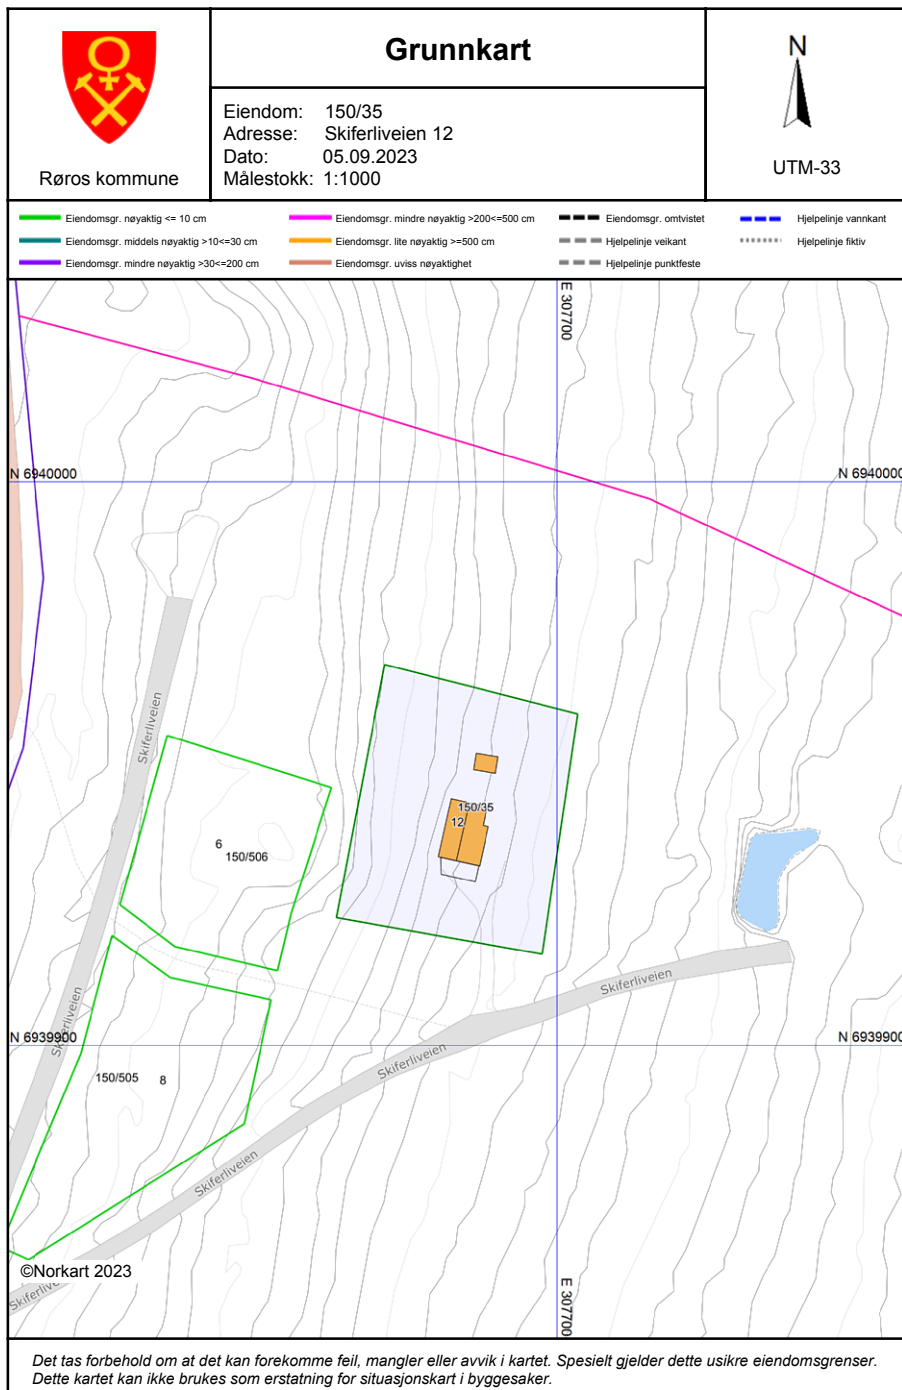 Grunnkart
N
Eiendom: 150/35
Adresse: Skiferliveien 12
Dato: 05.09.2023
Målestokk: 1:1000
Røros kommune
UTM-33
Eiendomsgr. nøyaktig <= 10 cm
Eiendomsgr. middels nøyaktig >10<=30 cm
Eiendomsgr. mindre nøyaktig >30<=200 cm
Eiendomsgr. mindre nøyaktig >200<=500 cm
Eiendomsgr. lite nøyaktig >=500 cm
Eiendomsgr. uviss nøyaktighet
Eiendomsgr. omtvistet
Hjelpelinje veikant
Hjelpelinje punktfeste
Hjelpelinje vannkant
Hjelpelinje fiktiv
E 307700
N 6940000
N 6940000
Skiferliveien
150/35
12
6
150/506
Skiferliveien
Skiferliveien
N 6939900
N 6939900
Skiferliveien
150/505
8
Skiferliveien
©Norkart 2023
Skiferliveien
E 307700
Det tas forbehold om at det kan forekomme feil, mangler eller avvik i kartet. Spesielt gjelder dette usikre eiendomsgrenser.
Dette kartet kan ikke brukes som erstatning for situasjonskart i byggesaker.